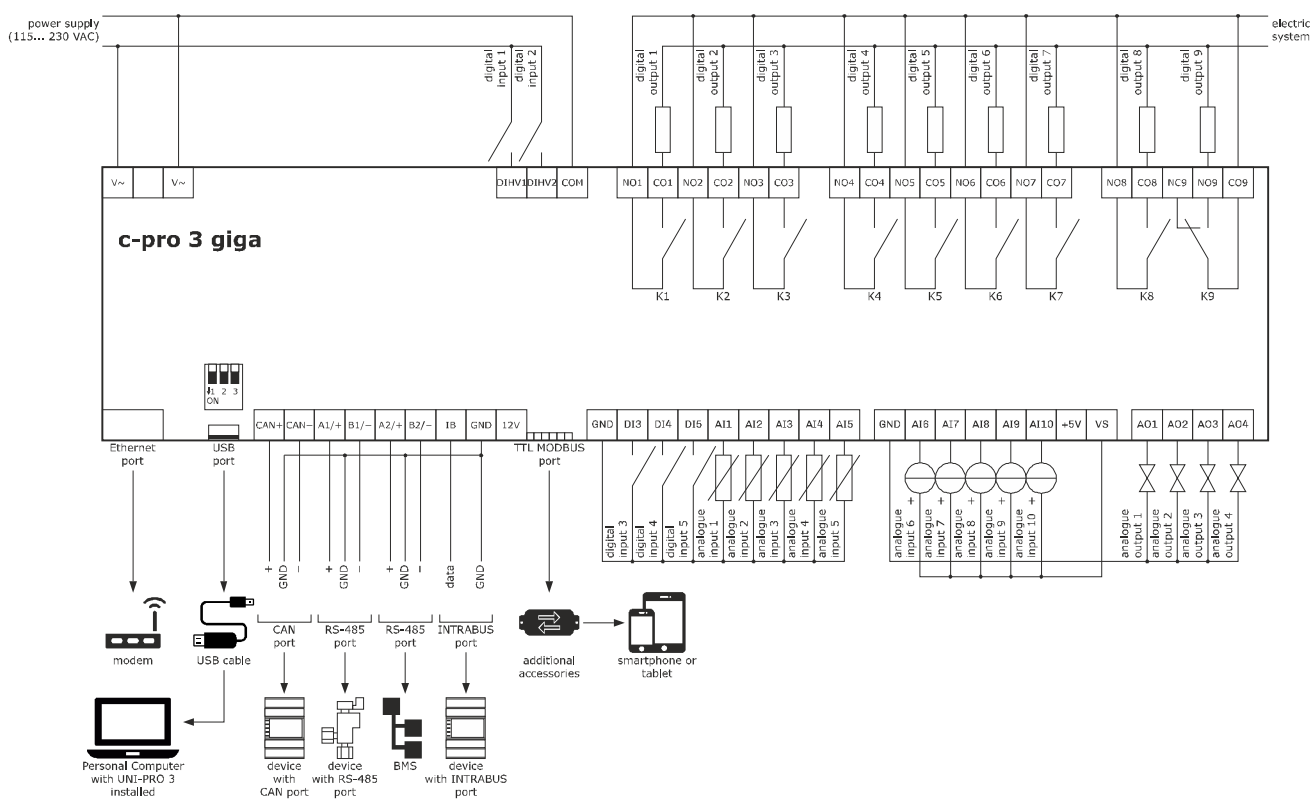 power supply
(115... 230 VAC)
electric
system
digital
input 1
digital
input 2
digital
output 1
digital
output 2
digital
output 3
digital
output 4
digital
output 5
digital
output 6
digital
output 7
digital
output 8
digital
output 9
V~
V~
DIHV1
DIHV2
COM
NO1
CO1
NO2
CO2
NO3
CO3
NO4
CO4
NO5
CO5
NO6
CO6
NO7
CO7
NO8
CO8
NC9
NO9
CO9
c-pro 3 giga
K1
K2
K3
K4
K5
K6
K7
K8
K9
1 2 3
ON
CAN+
CAN−
A1/+
B1/−
A2/+
B2/−
IB
GND
12V
GND
DI3
DI4
DI5
AI1
AI2
AI3
AI4
AI5
GND
AI6
AI7
AI8
AI9
AI10
+5V
VS
AO1
AO2
AO3
AO4
Ethernet
port
USB
port
TTL MODBUS
port
digital
input 3
digital
input 4
digital
input 5
analogue
input 1
analogue
input 2
analogue
input 3
analogue
input 4
analogue
input 5
analogue
input 6
+
analogue
input 7
+
analogue
input 8
+
analogue
input 9
+
analogue
input 10
+
analogue
output 1
analogue
output 2
analogue
output 3
analogue
output 4
+
GND
−
+
GND
−
+
GND
−
data
GND
CAN
port
RS-485
port
RS-485
port
INTRABUS
port
modem
USB cable
additional
accessories
smartphone or
tablet
Personal Computer
with UNI-PRO 3
installed
device
with
CAN port
device
with RS-485
port
BMS
device
with INTRABUS
port